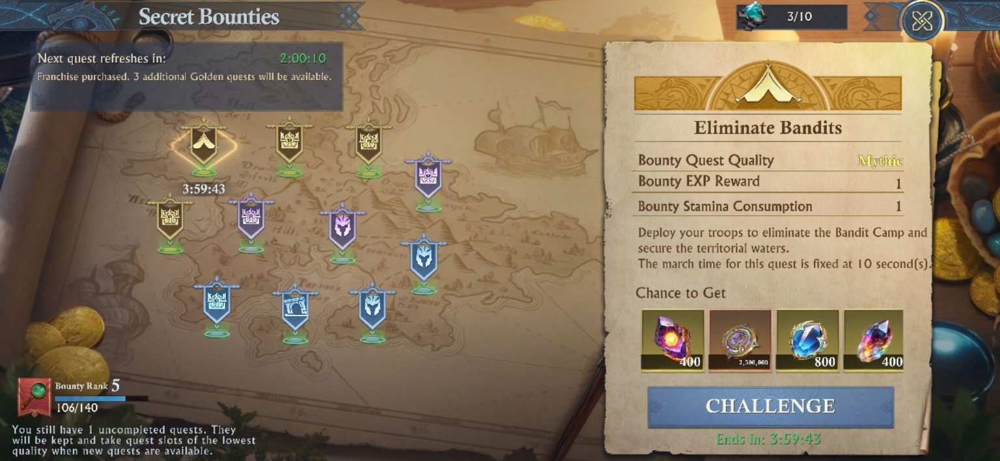 Secret Bounties
3/10
Next quest refreshes in: 2:00:10
Franchise purchased. 3 additional Golden quests will be available.
3:59:43
Bounty Rank 5
106/140
You still have 1 uncompleted quests. They
will be kept and take quest slots of the lowest
quality when new quests are available.
Eliminate Bandits
Bounty Quest Quality Mythic
Bounty EXP Reward 1
Bounty Stamina Consumption 1
Deploy your troops to eliminate the Bandit Camp and
secure the territorial waters.
The march time for this quest is fixed at 10 second(s).
Chance to Get
400 2,500,000 800 400
CHALLENGE
Ends in: 3:59:43